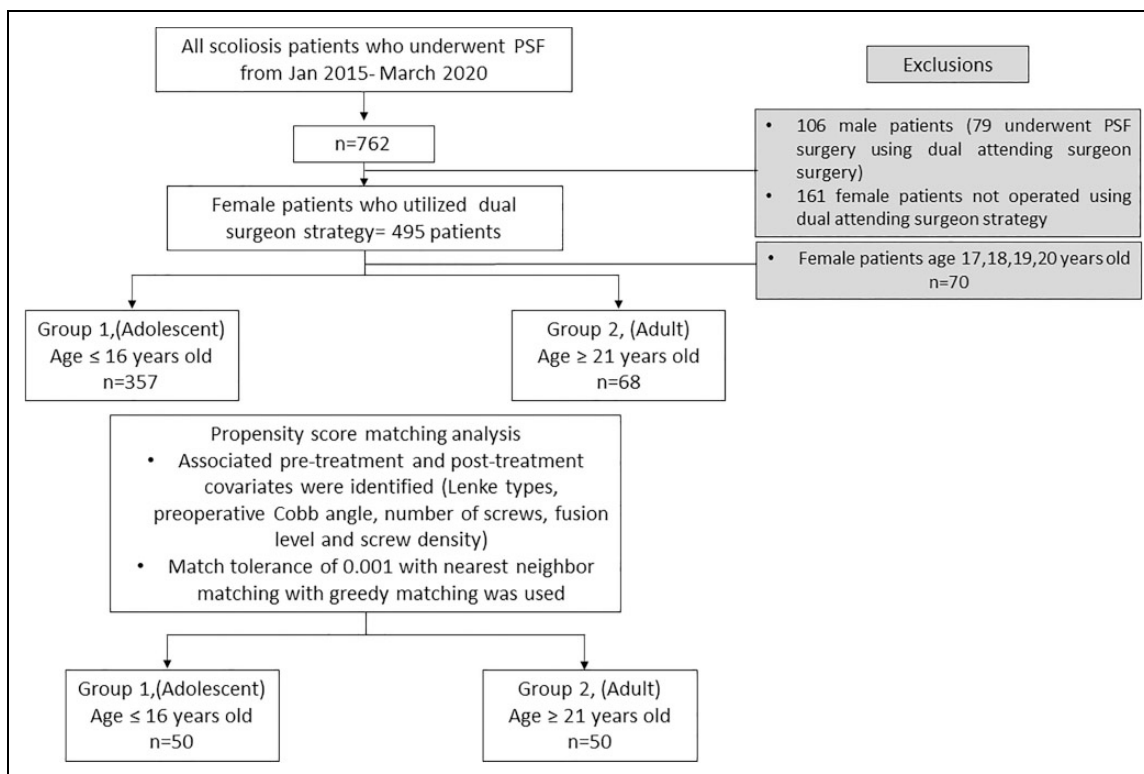 All scoliosis patients who underwent PSF
from Jan 2015- March 2020
Exclusions
n=762
• 106 male patients (79 underwent PSF
surgery using dual attending surgeon
surgery)
• 161 female patients not operated using
dual attending surgeon strategy
Female patients who utilized dual
surgeon strategy= 495 patients
• Female patients age 17,18,19,20 years old
n=70
Group 1,(Adolescent)
Age ≤ 16 years old
n=357
Group 2, (Adult)
Age ≥ 21 years old
n=68
Propensity score matching analysis
• Associated pre-treatment and post-treatment
covariates were identified (Lenke types,
preoperative Cobb angle, number of screws, fusion
level and screw density)
• Match tolerance of 0.001 with nearest neighbor
matching with greedy matching was used
Group 1,(Adolescent)
Age ≤ 16 years old
n=50
Group 2, (Adult)
Age ≥ 21 years old
n=50